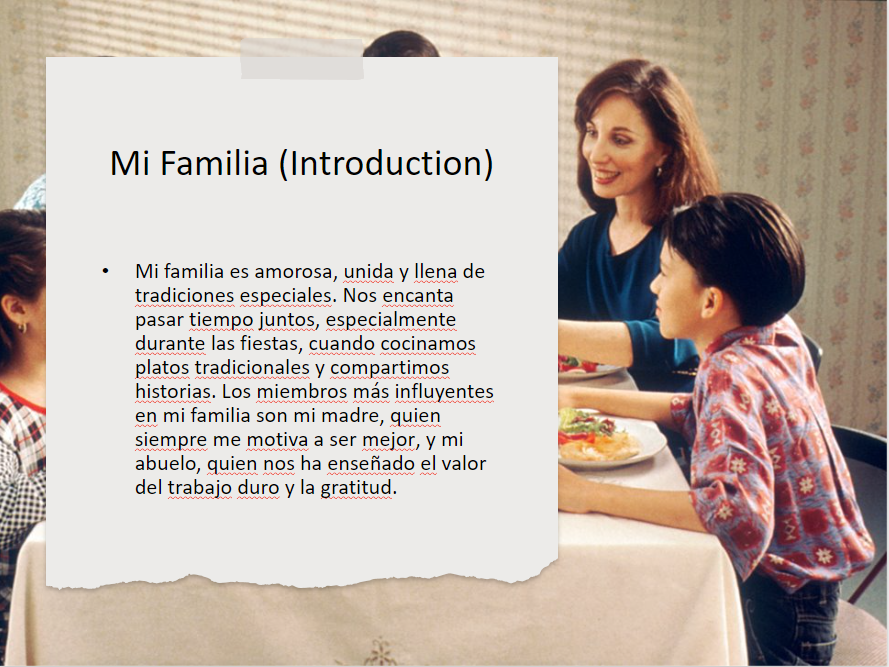 Mi Familia (Introduction)
• Mi familia es amorosa, unida y llena de
tradiciones especiales. Nos encanta
pasar tiempo juntos, especialmente
durante las fiestas, cuando cocinamos
platos tradicionales y compartimos
historias. Los miembros más influyentes
en mi familia son mi madre, quien
siempre me motiva a ser mejor, y mi
abuelo, quien nos ha enseñado el valor
del trabajo duro y la gratitud.